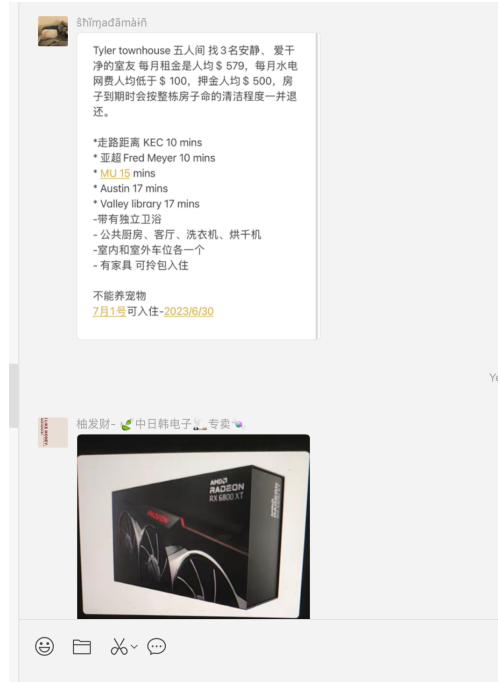 ŝhĭɱađāmàɨñ
Tyler townhouse 五人间 找3名安静、 爱干
净的室友 每月租金是人均$ 579，每月水电
网费人均低于$ 100，押金人均$ 500，房
子到期时会按整栋房子命的清洁程度一并退
还。
*走路距离 KEC 10 mins
* 亚超 Fred Meyer 10 mins
* MU 15 mins
* Austin 17 mins
* Valley library 17 mins
-带有独立卫浴
- 公共厨房、客厅、洗衣机、烘干机
-室内和室外车位各一个
- 有家具 可拎包入住
不能养宠物
7月1号可入住-2023/6/30
Ye
柚发财- 🍃中日韩电子🚬专卖🍬
AMD
RADEON
RX 6800 XT
RADEON